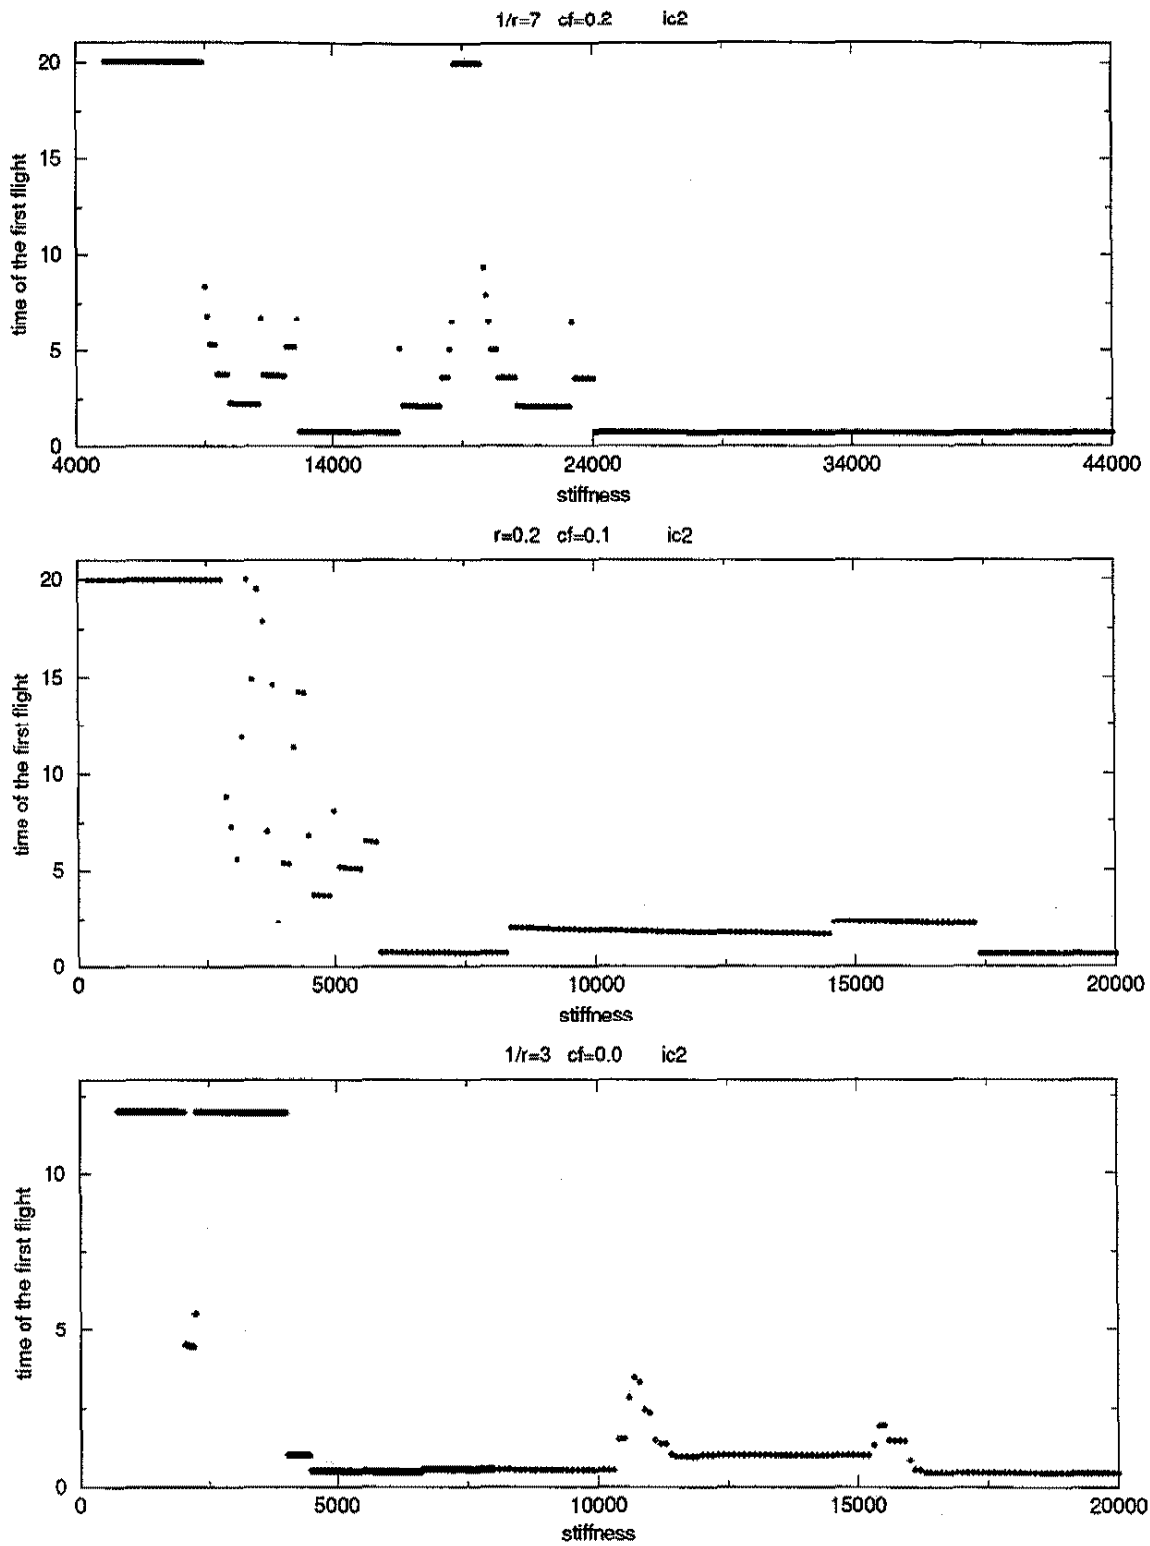 1/r=7 cf=0.2 ic2
20
15
10
5
0
time of the first flight
4000 14000 24000 34000 44000
stiffness
r=0.2 cf=0.1 ic2
20
15
10
5
0
time of the first flight
0 5000 10000 15000 20000
stiffness
1/r=3 cf=0.0 ic2
10
5
0
time of the first flight
0 5000 10000 15000 20000
stiffness